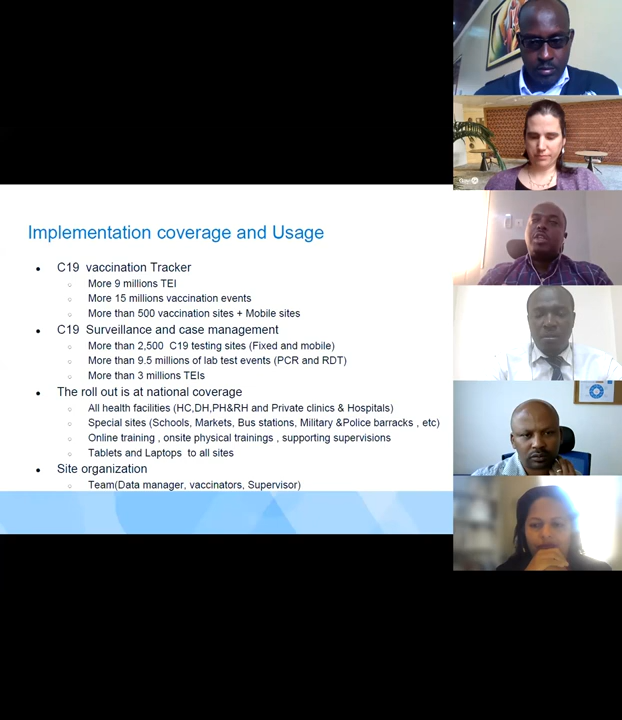 Implementation coverage and Usage
C19 vaccination Tracker
More 9 millions TEI
More 15 millions vaccination events
More than 500 vaccination sites + Mobile sites
C19 Surveillance and case management
More than 2,500 C19 testing sites (Fixed and mobile)
More than 9.5 millions of lab test events (PCR and RDT)
More than 3 millions TEIs
The roll out is at national coverage
All health facilities (HC,DH,PH&RH and Private clinics & Hospitals)
Special sites (Schools, Markets, Bus stations, Military &Police barracks , etc)
Online training , onsite physical trainings , supporting supervisions
Tablets and Laptops to all sites
Site organization
Team(Data manager, vaccinators, Supervisor)